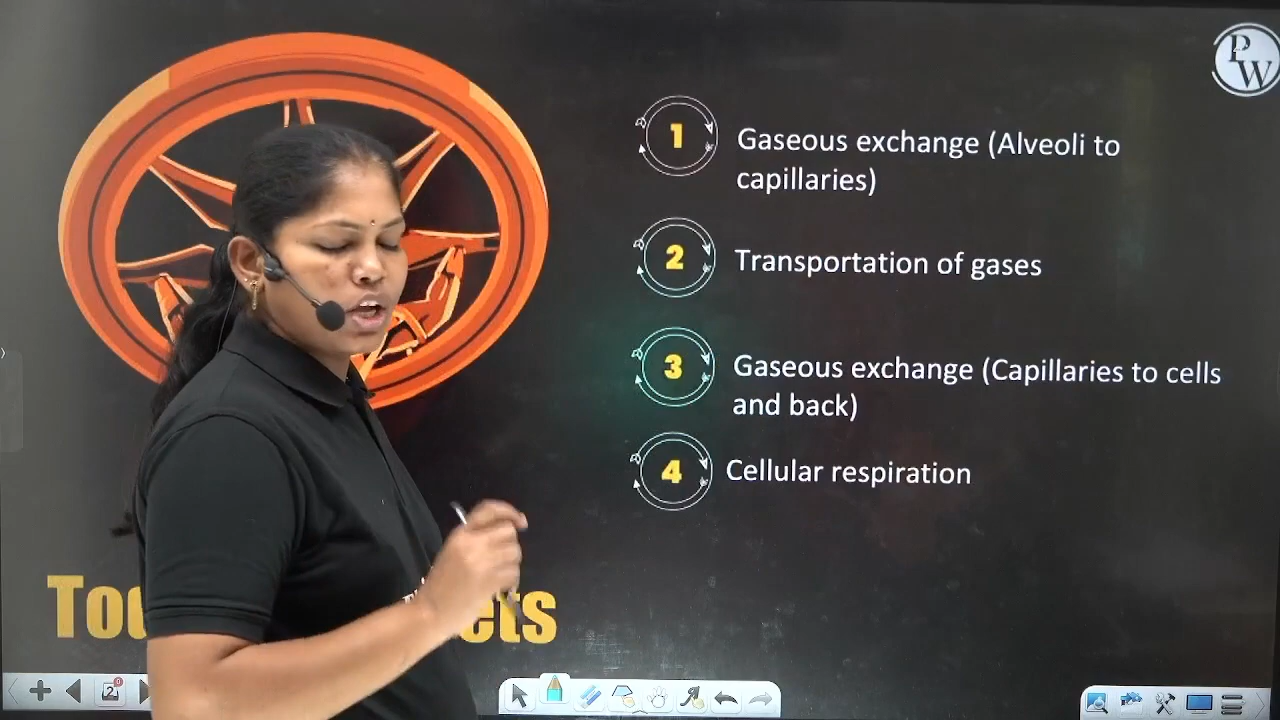 PW
1
Gaseous exchange (Alveoli to
capillaries)
2
Transportation of gases
3
Gaseous exchange (Capillaries to cells
and back)
4
Cellular respiration
2